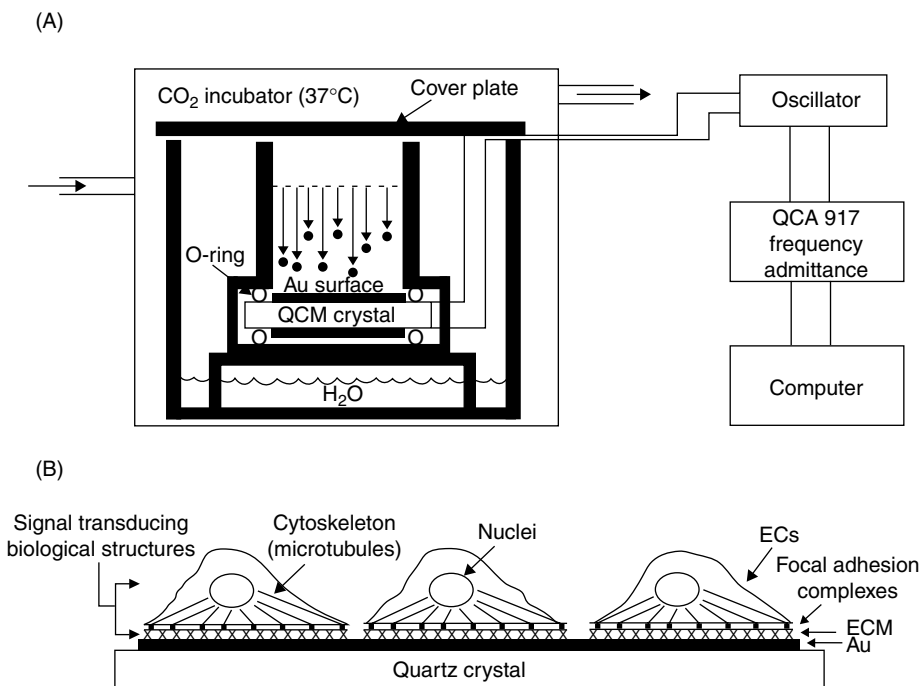 (A)
CO₂ incubator (37°C)
Cover plate
O-ring
Au surface
QCM crystal
H₂O
Oscillator
QCA 917
frequency
admittance
Computer
(B)
Signal transducing
biological structures
Cytoskeleton
(microtubules)
Nuclei
ECs
Focal adhesion
complexes
ECM
Au
Quartz crystal